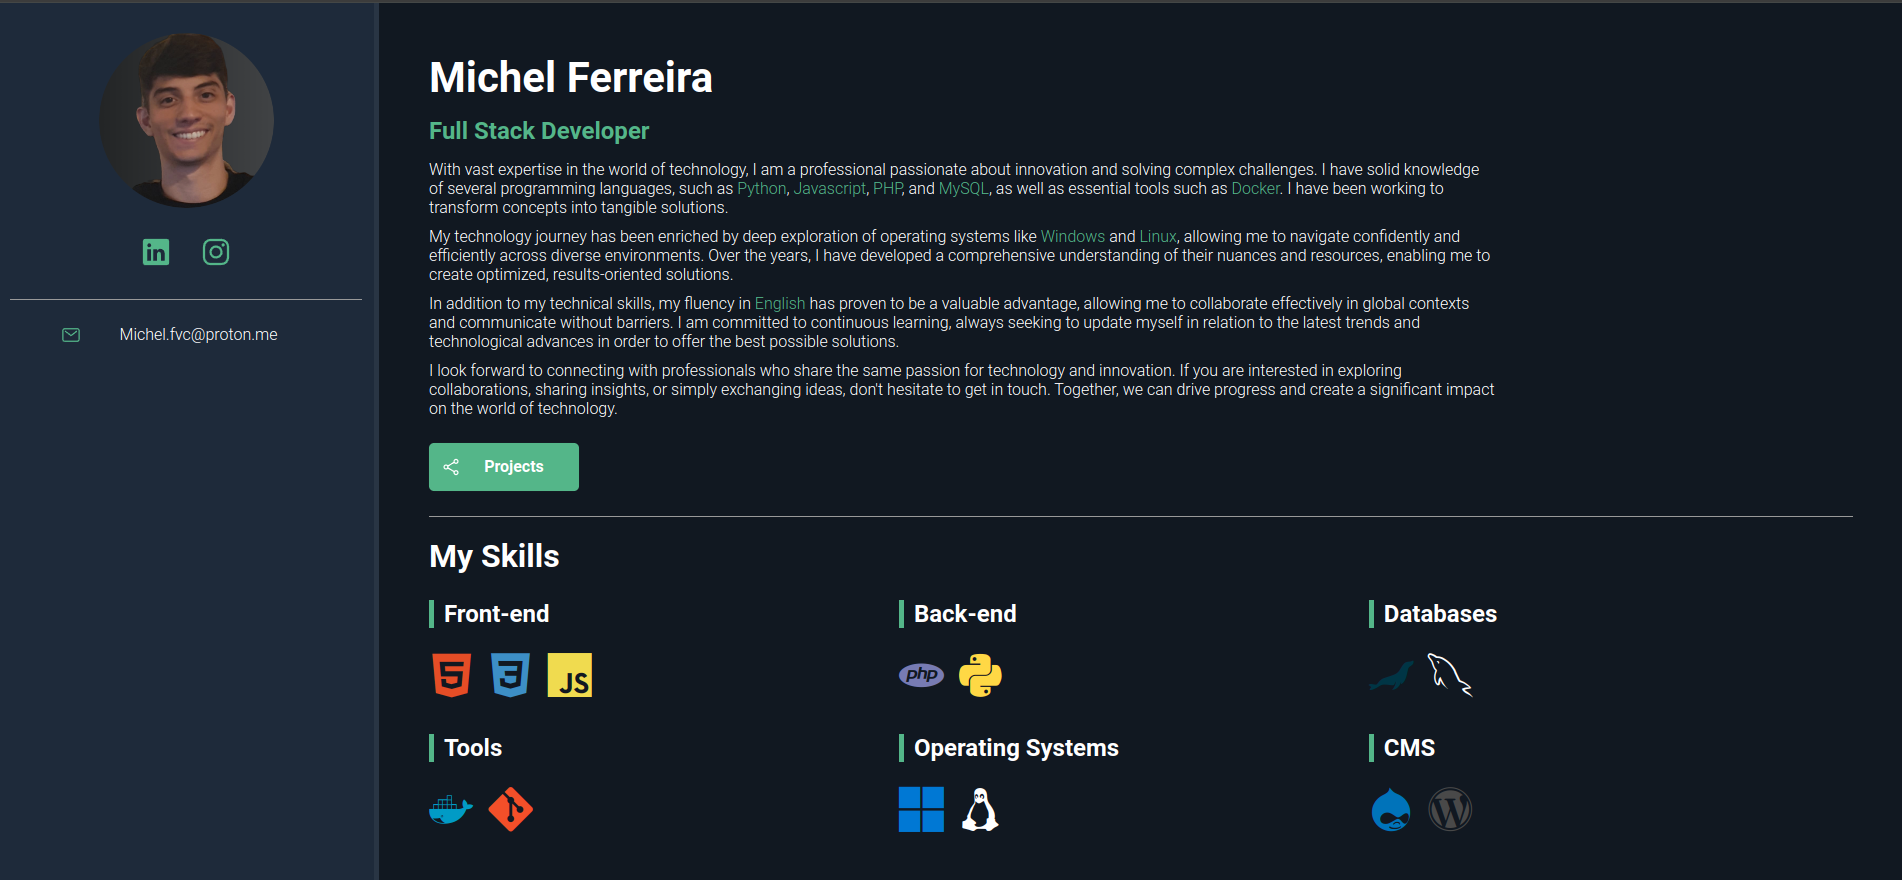 Michel.fvc@proton.me
Michel Ferreira
Full Stack Developer
With vast expertise in the world of technology, I am a professional passionate about innovation and solving complex challenges. I have solid knowledge
of several programming languages, such as Python, Javascript, PHP, and MySQL, as well as essential tools such as Docker. I have been working to
transform concepts into tangible solutions.
My technology journey has been enriched by deep exploration of operating systems like Windows and Linux, allowing me to navigate confidently and
efficiently across diverse environments. Over the years, I have developed a comprehensive understanding of their nuances and resources, enabling me to
create optimized, results-oriented solutions.
In addition to my technical skills, my fluency in English has proven to be a valuable advantage, allowing me to collaborate effectively in global contexts
and communicate without barriers. I am committed to continuous learning, always seeking to update myself in relation to the latest trends and
technological advances in order to offer the best possible solutions.
I look forward to connecting with professionals who share the same passion for technology and innovation. If you are interested in exploring
collaborations, sharing insights, or simply exchanging ideas, don't hesitate to get in touch. Together, we can drive progress and create a significant impact
on the world of technology.
Projects
My Skills
Front-end
5 3 JS
Back-end
php
Databases
Tools
Operating Systems
CMS
W